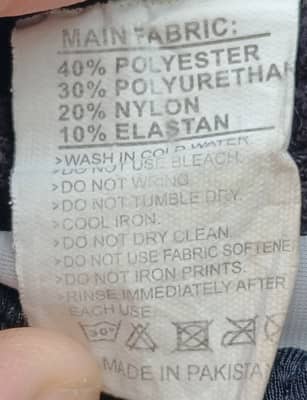 MAIN FABRIC:
40% POLYESTER
30% POLYURETHAN
20% NYLON
10% ELASTAN
>WASH IN COLD WATER
>DO NOT USE BLEACH.
>DO NOT WRING
>DO NOT TUMBLE DRY.
>COOL IRON.
>DO NOT DRY CLEAN.
>DO NOT USE FABRIC SOFTENE
>DO NOT IRON PRINTS.
>RINSE IMMEDIATELY AFTER
EACH USE.
30°
MADE IN PAKISTA